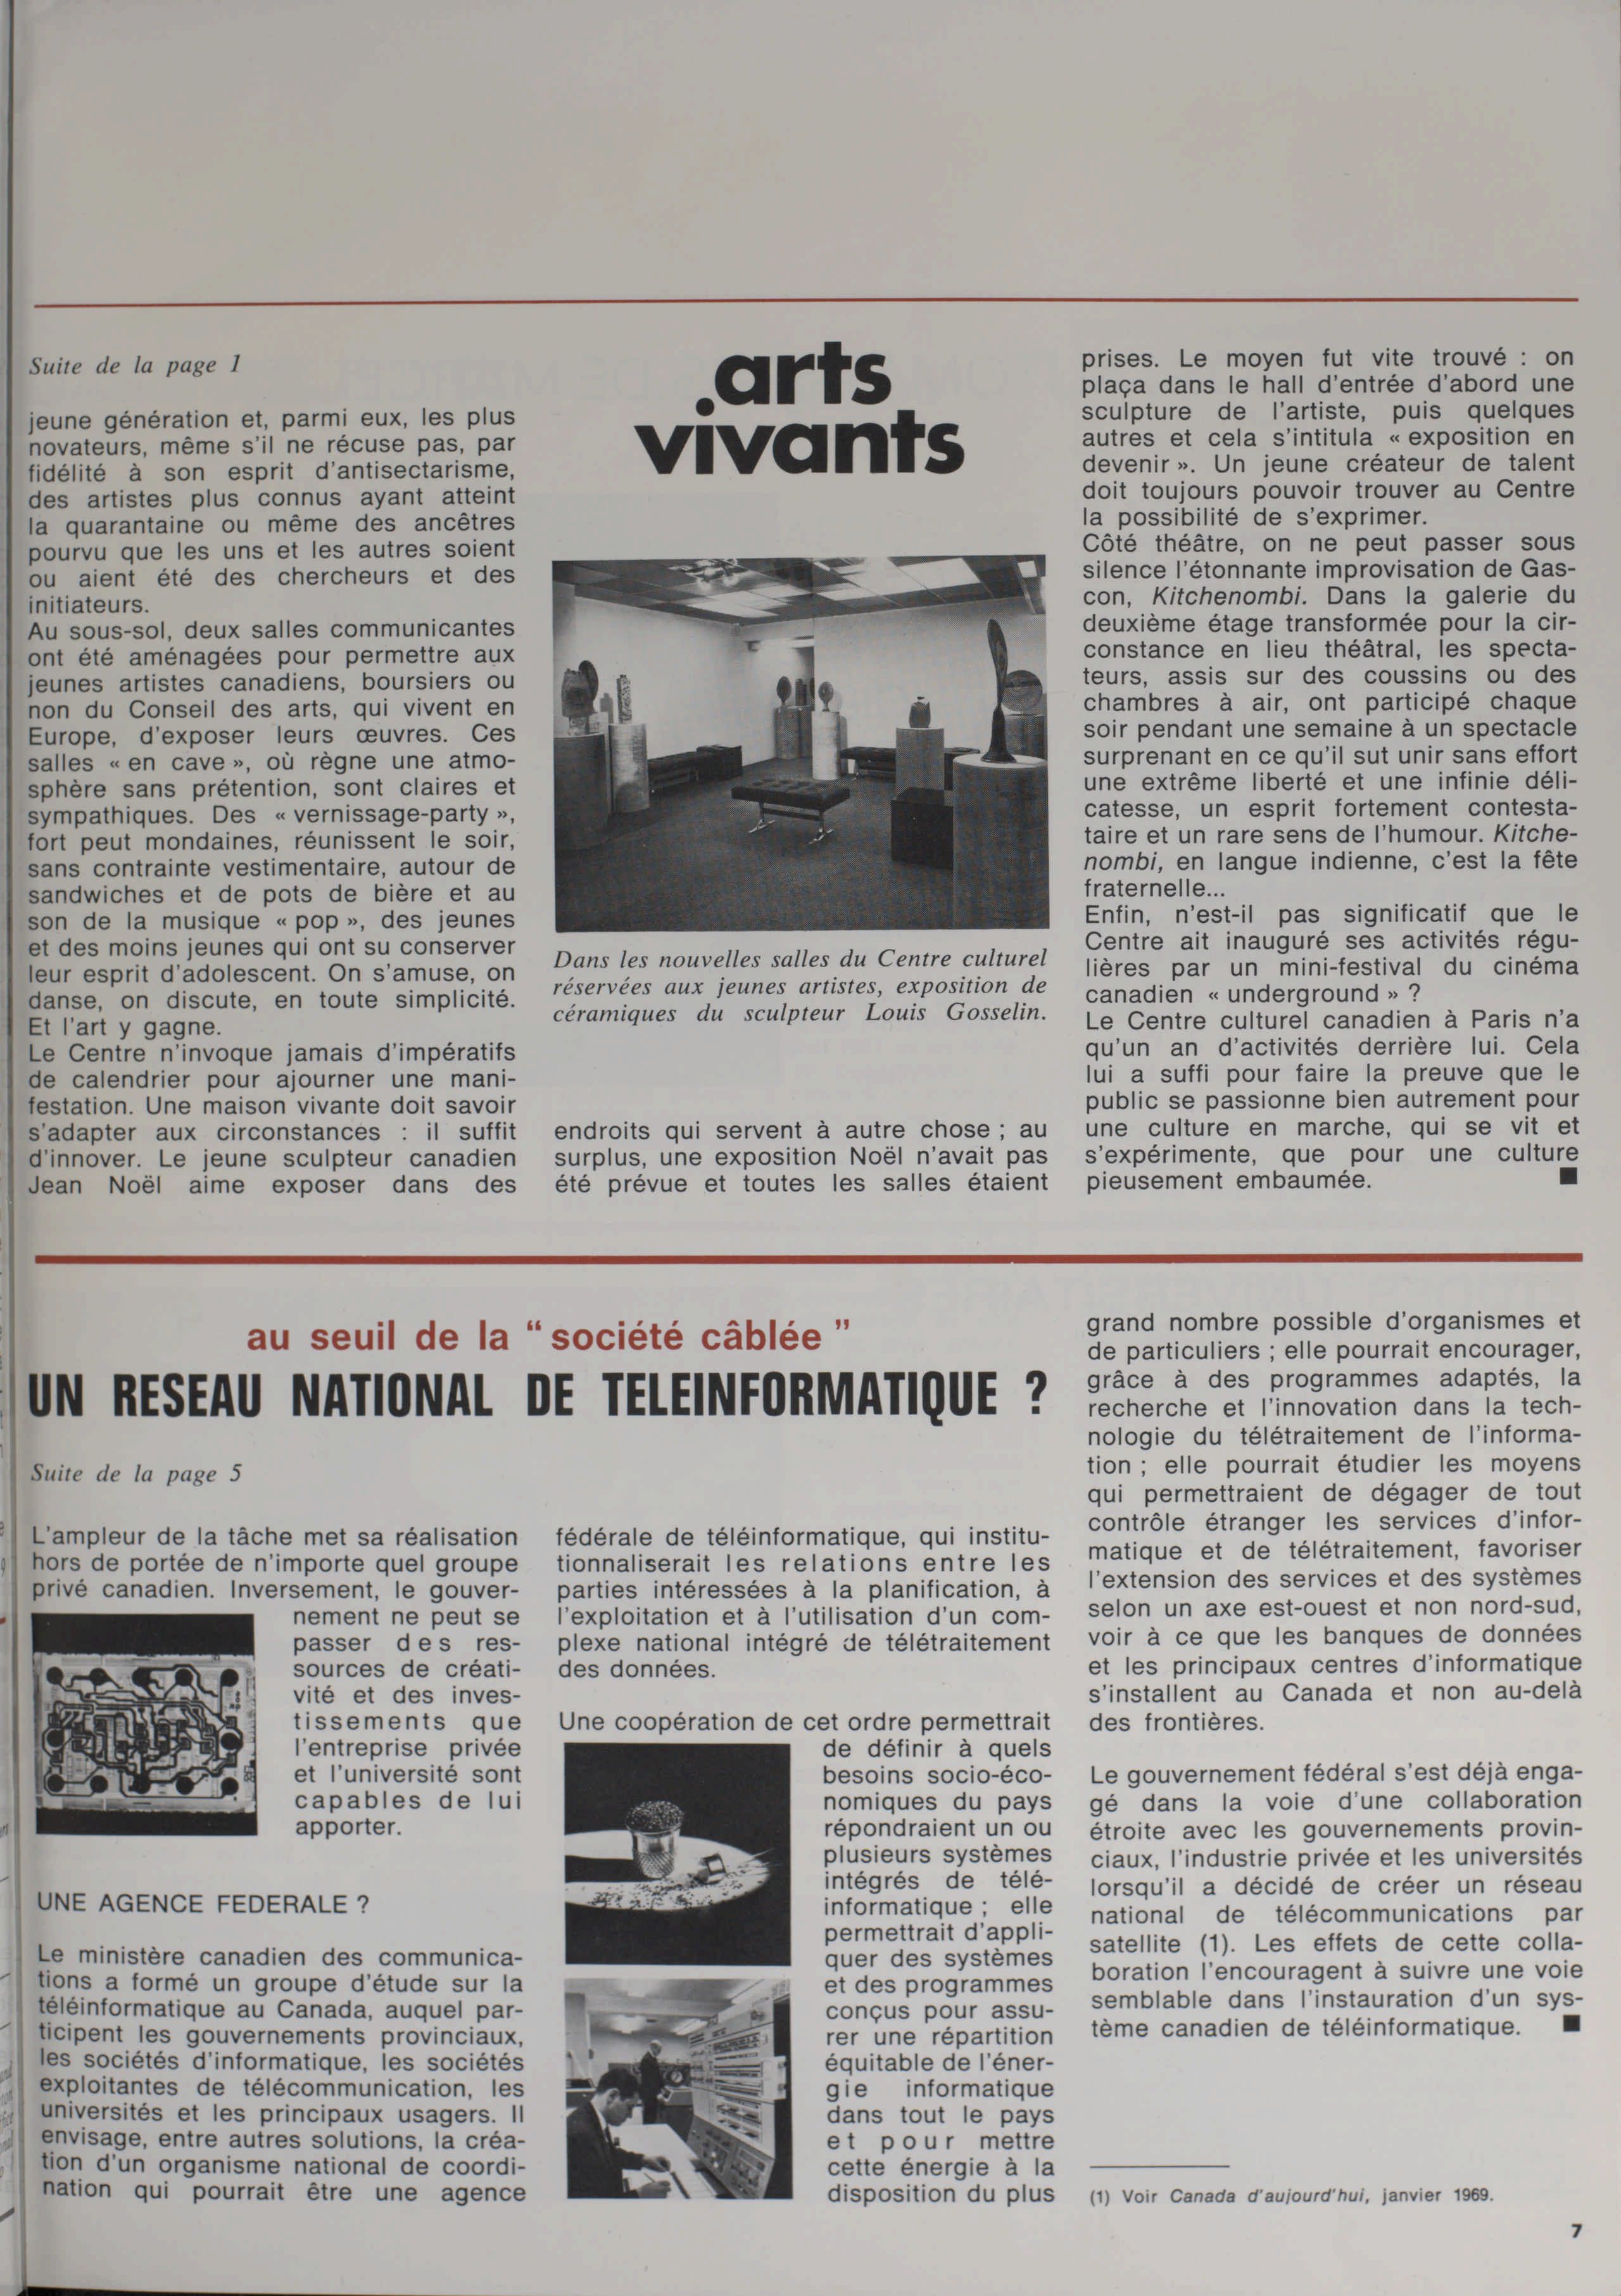 Suite de la page 1
jeune génération et, parmi eux, les plus
novateurs, même s'il ne récuse pas, par
fidélité à son esprit d'antisectarisme,
des artistes plus connus ayant atteint
la quarantaine ou même des ancêtres
pourvu que les uns et les autres soient
ou aient été des chercheurs et des
initiateurs.
Au sous-sol, deux salles communicantes
ont été aménagées pour permettre aux
jeunes artistes canadiens, boursiers ou
non du Conseil des arts, qui vivent en
Europe, d'exposer leurs œuvres. Ces
salles « en cave », où règne une atmo-
sphère sans prétention, sont claires et
sympathiques. Des « vernissage-party »,
fort peut mondaines, réunissent le soir,
sans contrainte vestimentaire, autour de
sandwiches et de pots de bière et au
son de la musique « pop », des jeunes
et des moins jeunes qui ont su conserver
leur esprit d'adolescent. On s'amuse, on
danse, on discute, en toute simplicité.
Et l'art y gagne.
Le Centre n'invoque jamais d'impératifs
de calendrier pour ajourner une mani-
festation. Une maison vivante doit savoir
s'adapter aux circonstances : il suffit
d'innover. Le jeune sculpteur canadien
Jean Noël aime exposer dans des
.arts
vivants
Dans les nouvelles salles du Centre culturel
réservées aux jeunes artistes, exposition de
céramiques du sculpteur Louis Gosselin.
endroits qui servent à autre chose ; au
surplus, une exposition Noël n'avait pas
été prévue et toutes les salles étaient
prises. Le moyen fut vite trouvé : on
plaça dans le hall d'entrée d'abord une
sculpture de l'artiste, puis quelques
autres et cela s'intitula « exposition en
devenir ». Un jeune créateur de talent
doit toujours pouvoir trouver au Centre
la possibilité de s'exprimer.
Côté théâtre, on ne peut passer sous
silence l'étonnante improvisation de Gas-
con, Kitchenombi. Dans la galerie du
deuxième étage transformée pour la cir-
constance en lieu théâtral, les specta-
teurs, assis sur des coussins ou des
chambres à air, ont participé chaque
soir pendant une semaine à un spectacle
surprenant en ce qu'il sut unir sans effort
une extrême liberté et une infinie déli-
catesse, un esprit fortement contesta-
taire et un rare sens de l'humour. Kitche-
nombi, en langue indienne, c'est la fête
fraternelle...
Enfin, n'est-il pas significatif que le
Centre ait inauguré ses activités régu-
lières par un mini-festival du cinéma
canadien « underground » ?
Le Centre culturel canadien à Paris n'a
qu'un an d'activités derrière lui. Cela
lui a suffi pour faire la preuve que le
public se passionne bien autrement pour
une culture en marche, qui se vit et
s'expérimente, que pour une culture
pieusement embaumée. ■
au seuil de la “ société câblée ”
UN RESEAU NATIONAL DE TELEINFORMATIQUE ?
Suite de la page 5
L'ampleur de la tâche met sa réalisation
hors de portée de n'importe quel groupe
privé canadien. Inversement, le gouver-
nement ne peut se
passer des res-
sources de créati-
vité et des inves-
tissements que
l'entreprise privée
et l'université sont
capables de lui
apporter.
UNE AGENCE FEDERALE ?
Le ministère canadien des communica-
tions a formé un groupe d'étude sur la
téléinformatique au Canada, auquel par-
ticipent les gouvernements provinciaux,
les sociétés d'informatique, les sociétés
exploitantes de télécommunication, les
universités et les principaux usagers. Il
envisage, entre autres solutions, la créa-
tion d'un organisme national de coordi-
nation qui pourrait être une agence
fédérale de téléinformatique, qui institu-
tionnaliserait les relations entre les
parties intéressées à la planification, à
l'exploitation et à l'utilisation d'un com-
plexe national intégré de télétraitement
des données.
Une coopération de cet ordre permettrait
de définir à quels
besoins socio-éco-
nomiques du pays
répondraient un ou
plusieurs systèmes
intégrés de télé-
informatique ; elle
permettrait d'appli-
quer des systèmes
et des programmes
conçus pour assu-
rer une répartition
équitable de l'éner-
gie informatique
dans tout le pays
et pour mettre
cette énergie à la
disposition du plus
grand nombre possible d'organismes et
de particuliers ; elle pourrait encourager,
grâce à des programmes adaptés, la
recherche et l'innovation dans la tech-
nologie du télétraitement de l'informa-
tion ; elle pourrait étudier les moyens
qui permettraient de dégager de tout
contrôle étranger les services d'infor-
matique et de télétraitement, favoriser
l'extension des services et des systèmes
selon un axe est-ouest et non nord-sud,
voir à ce que les banques de données
et les principaux centres d'informatique
s'installent au Canada et non au-delà
des frontières.
Le gouvernement fédéral s'est déjà enga-
gé dans la voie d'une collaboration
étroite avec les gouvernements provin-
ciaux, l'industrie privée et les universités
lorsqu'il a décidé de créer un réseau
national de télécommunications par
satellite (1). Les effets de cette colla-
boration l'encouragent à suivre une voie
semblable dans l'instauration d'un sys-
tème canadien de téléinformatique. ■
(1) Voir Canada d'aujourd'hui, janvier 1969.
7